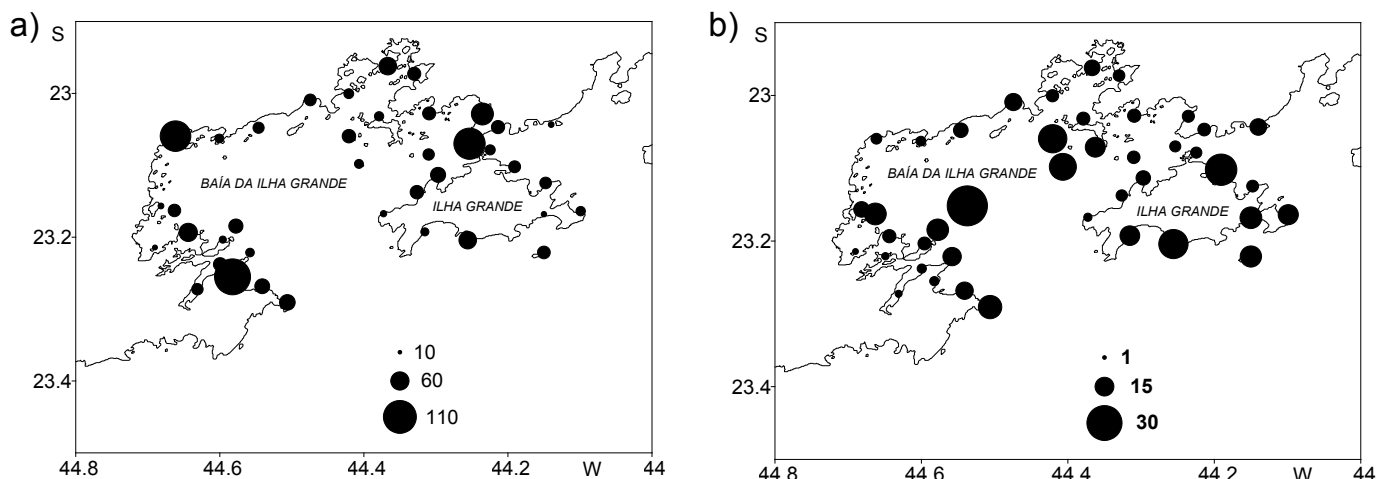 a)
S
23
BAÍA DA ILHA GRANDE
ILHA GRANDE
23.2
10
60
23.4
110
44.8
44.6
44.4
44.2
W
44
b)
S
23
BAÍA DA ILHA GRANDE
ILHA GRANDE
23.2
1
15
23.4
30
44.8
44.6
44.4
44.2
W
44